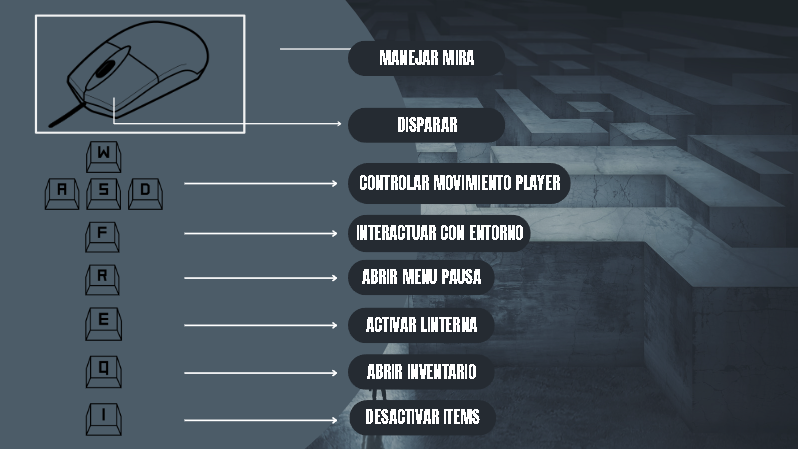 MANEJAR MIRA
DISPARAR
W
A S D
CONTROLAR MOVIMIENTO PLAYER
F
INTERACTUAR CON ENTORNO
R
ABRIR MENU PAUSA
E
ACTIVAR LINTERNA
Q
ABRIR INVENTARIO
I
DESACTIVAR ITEMS